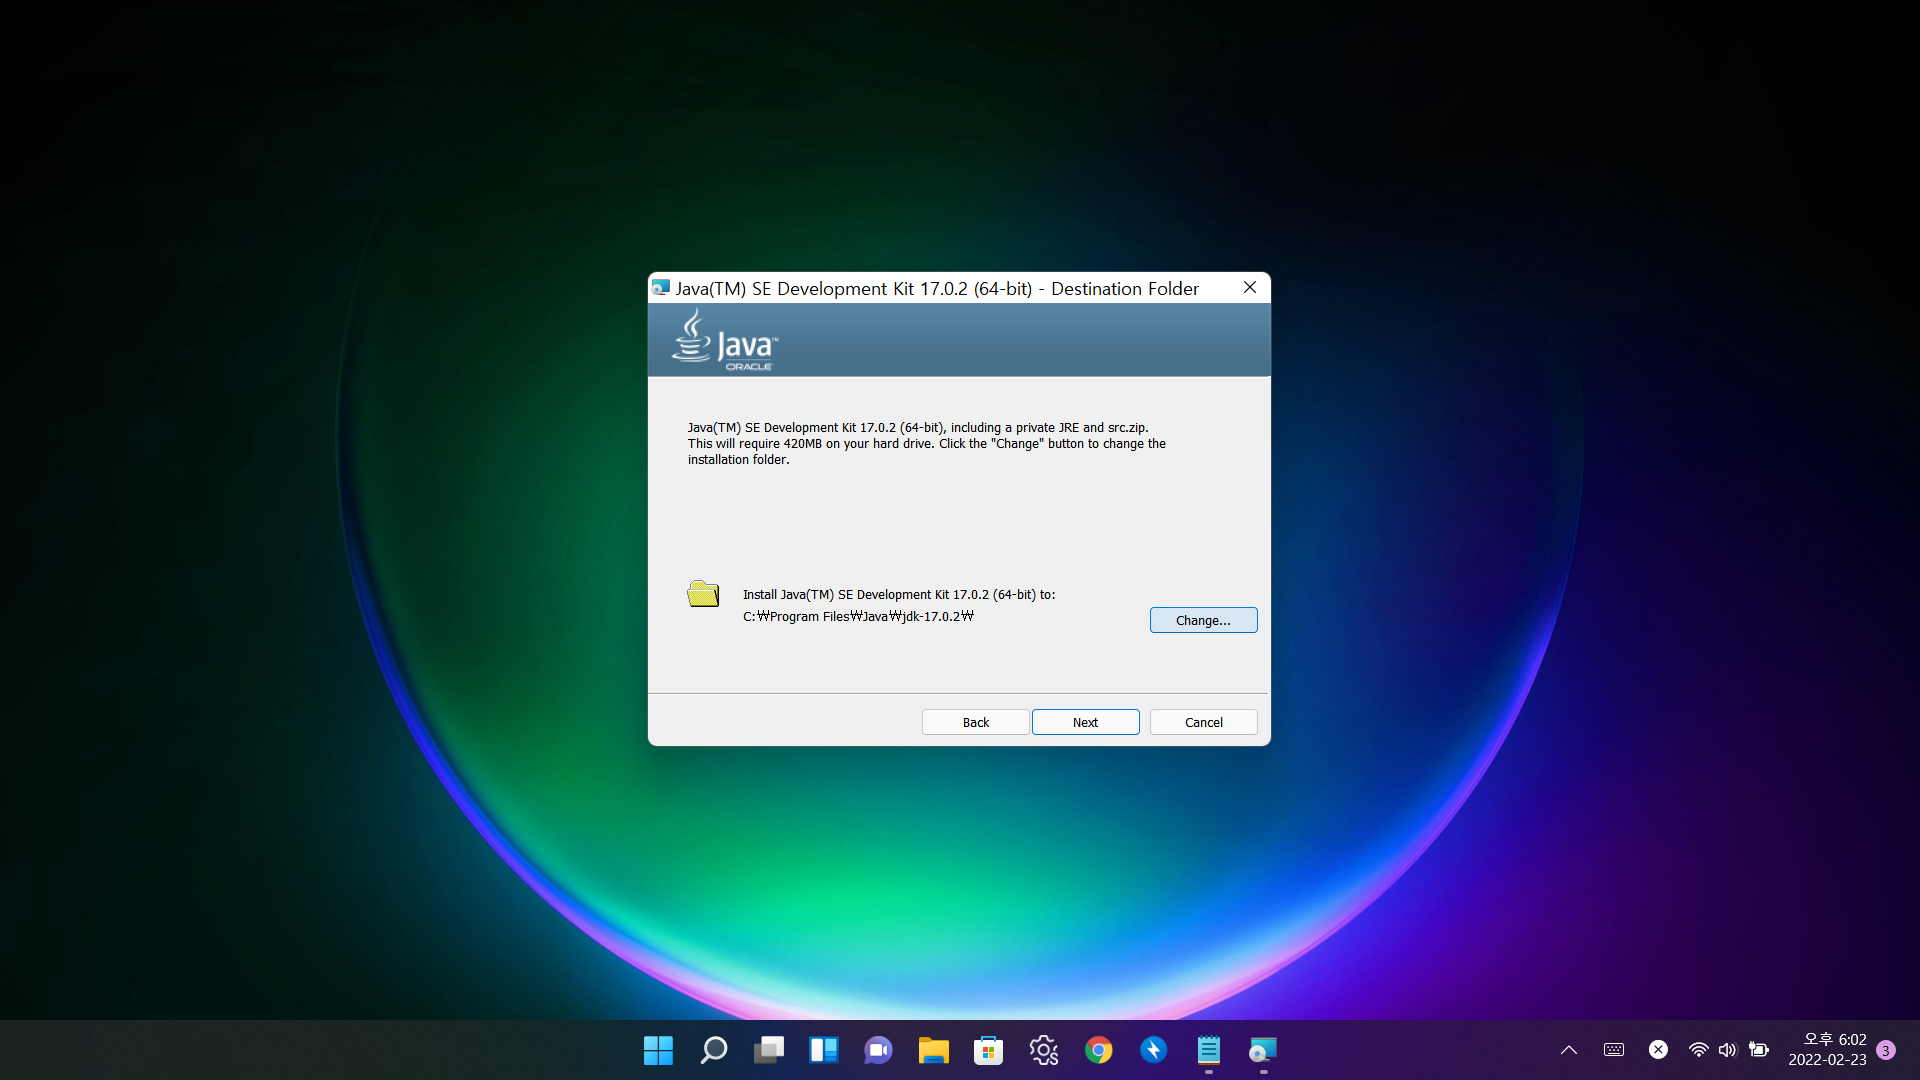 Java(TM) SE Development Kit 17.0.2 (64-bit) - Destination Folder
Java™
ORACLE
Java(TM) SE Development Kit 17.0.2 (64-bit), including a private JRE and src.zip.
This will require 420MB on your hard drive. Click the "Change" button to change the
installation folder.
Install Java(TM) SE Development Kit 17.0.2 (64-bit) to:
C:₩Program Files₩Java₩jdk-17.0.2₩
Change...
Back
Next
Cancel
오후 6:02
2022-02-23
3